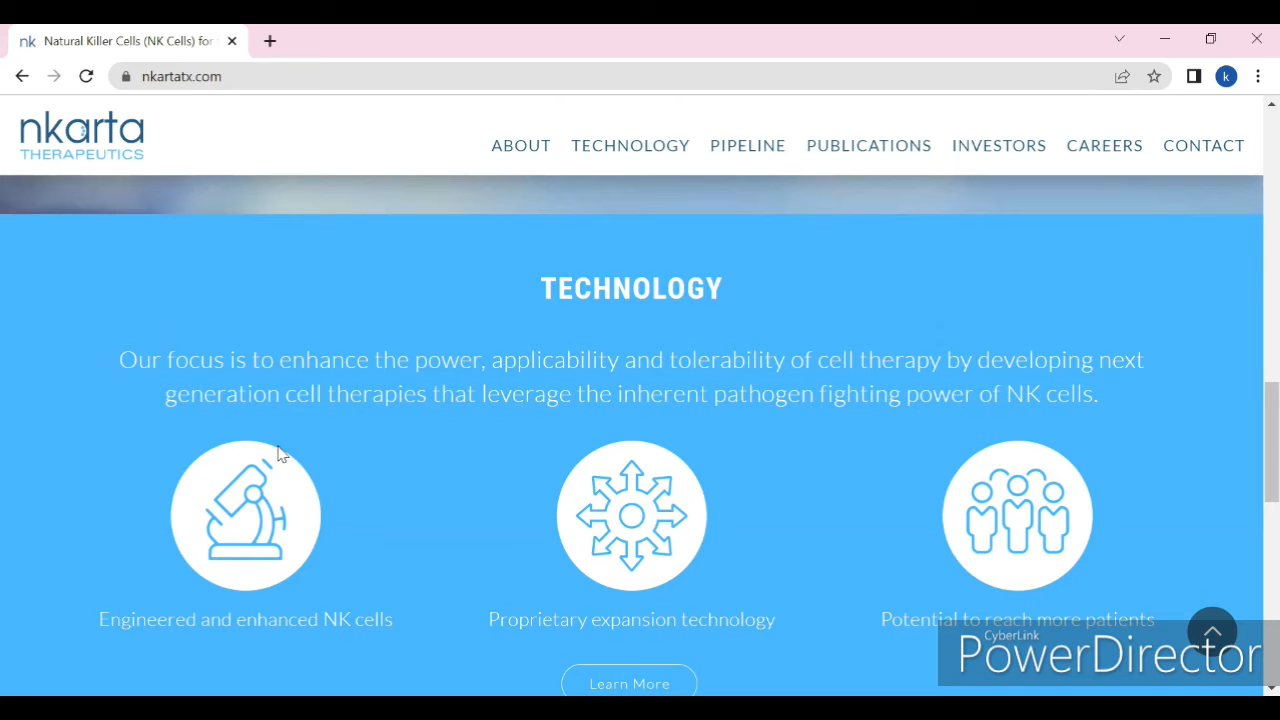 nk Natural Killer Cells (NK Cells) for
nkartatx.com
k
nkarta
THERAPEUTICS
ABOUT TECHNOLOGY PIPELINE PUBLICATIONS INVESTORS CAREERS CONTACT
TECHNOLOGY
Our focus is to enhance the power, applicability and tolerability of cell therapy by developing next
generation cell therapies that leverage the inherent pathogen fighting power of NK cells.
Engineered and enhanced NK cells
Proprietary expansion technology
Potential to reach more patients
Learn More
CyberLink
PowerDirector